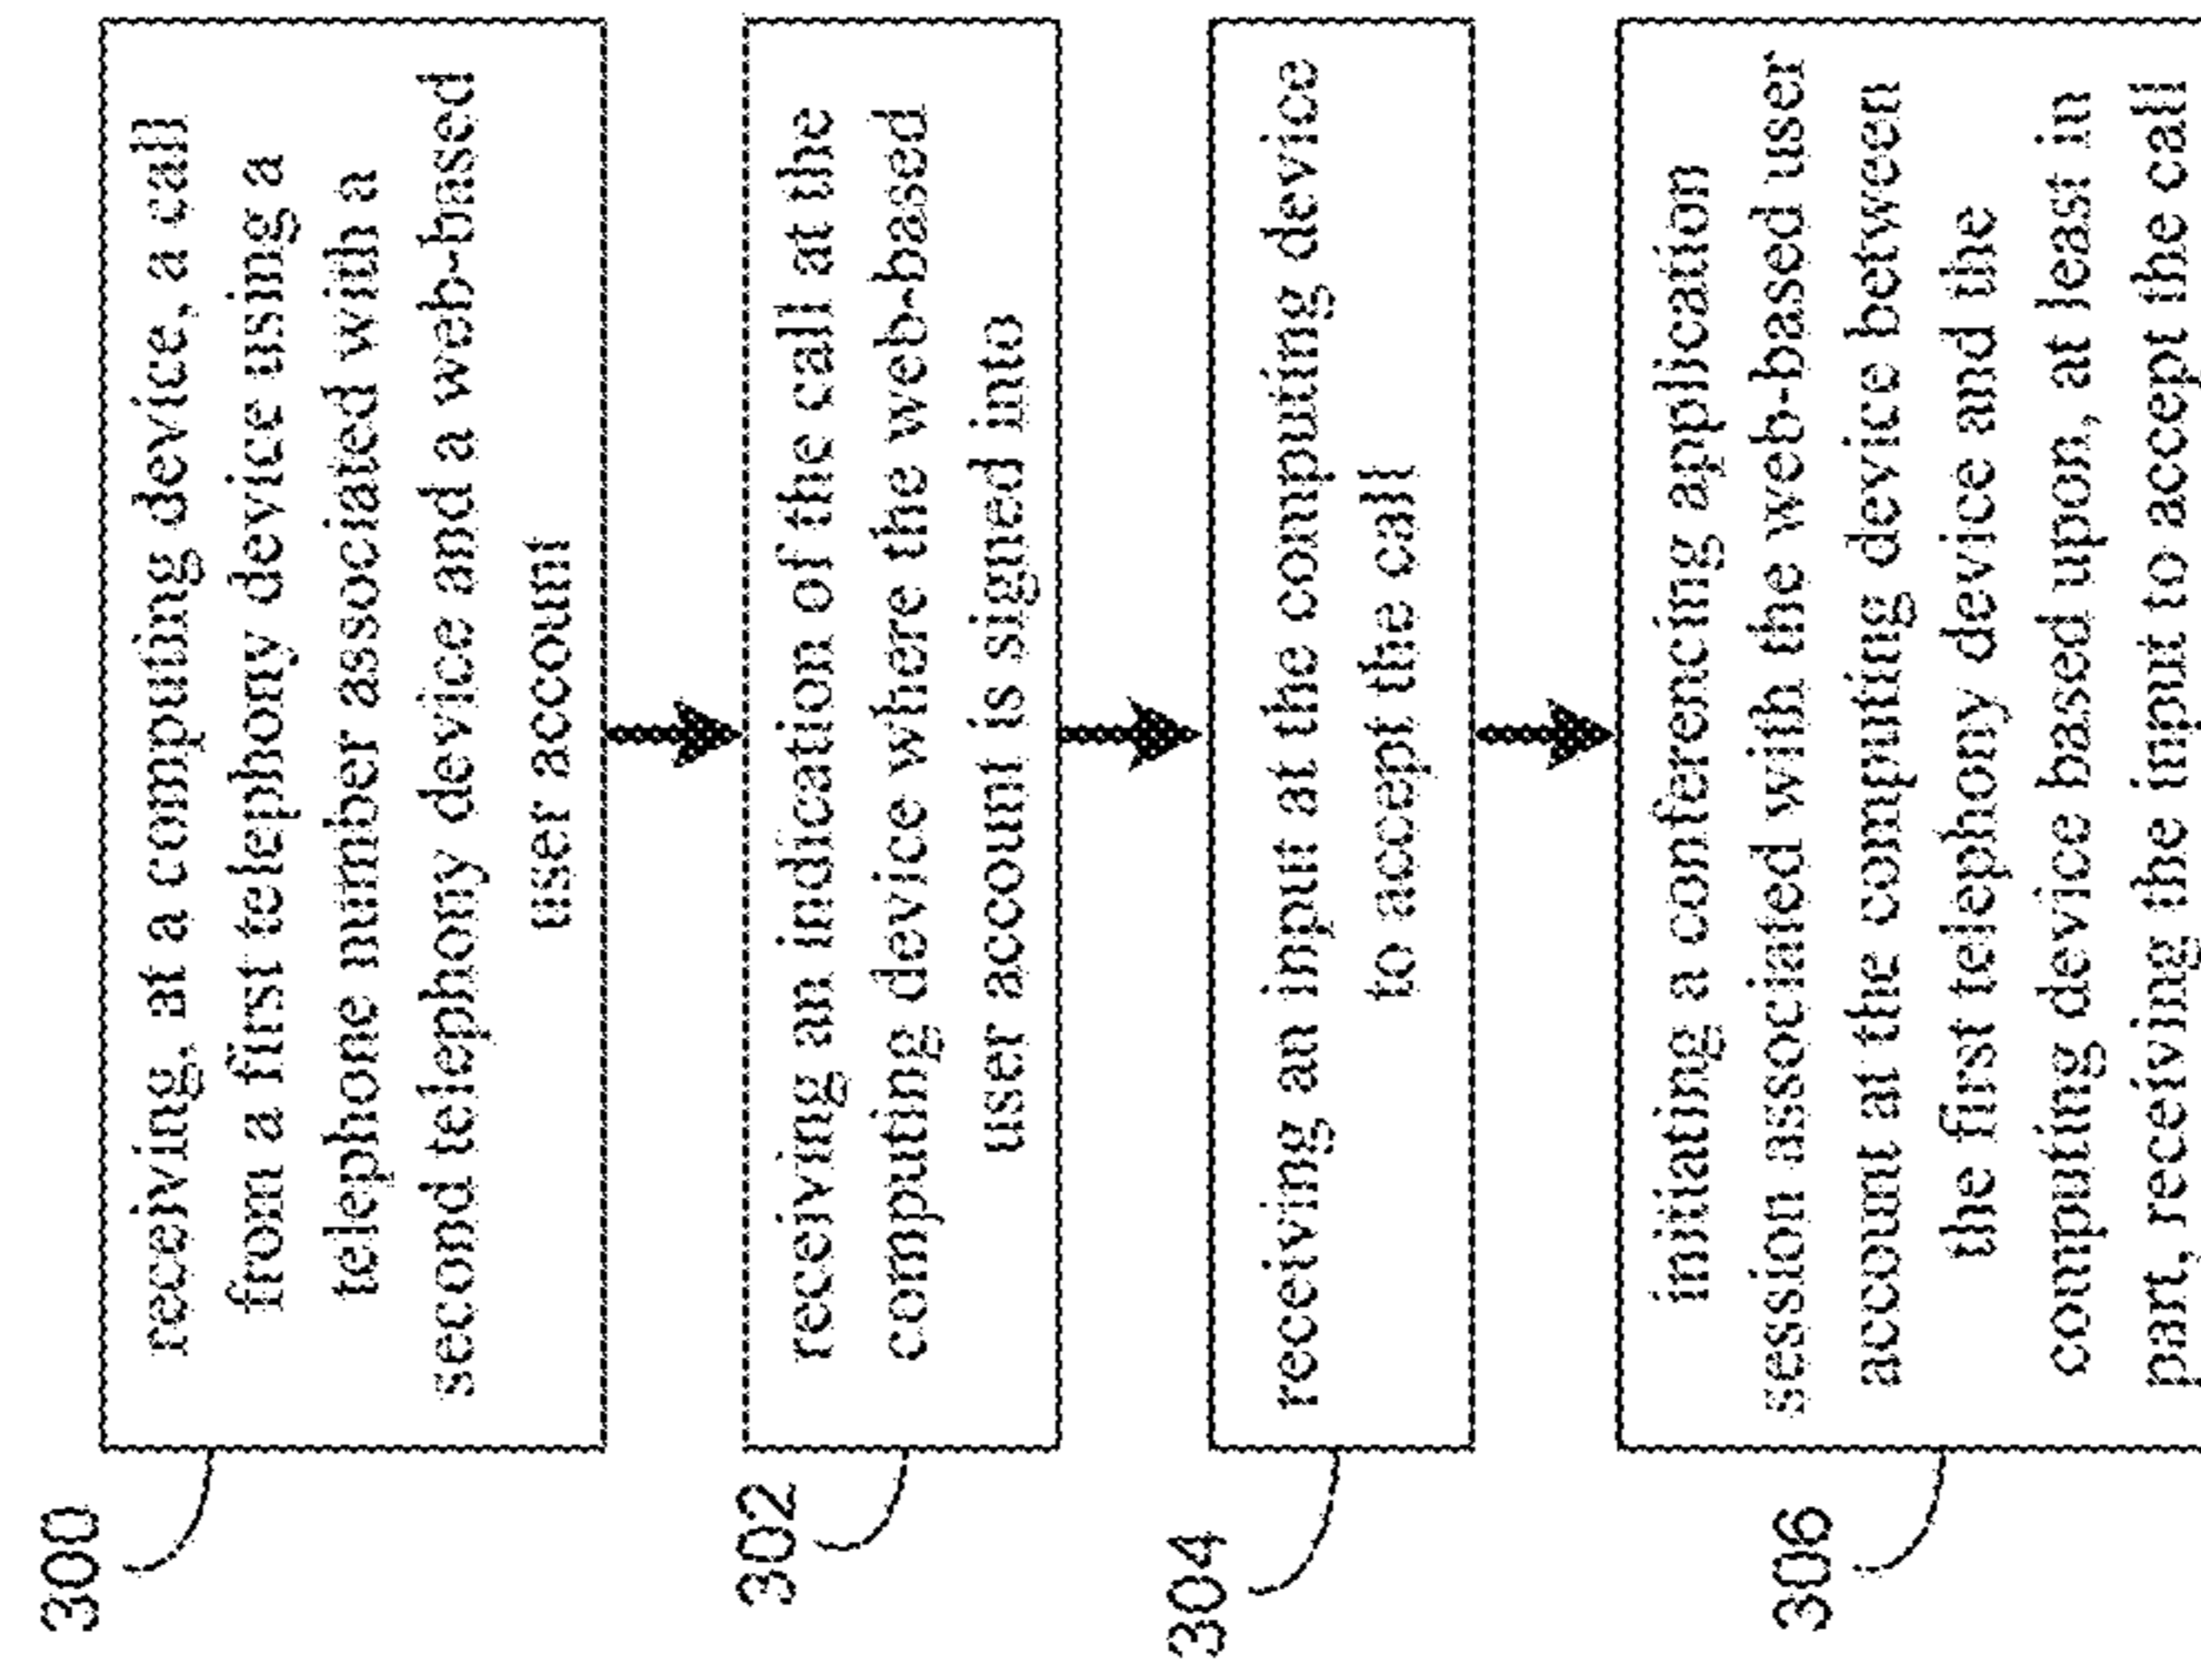 300
receiving, at a computing device, a call
from a first telephony device using a
telephone number associated with a
second telephony device and a web-based
user account
302
receiving an indication of the call at the
computing device where the web-based
user account is signed into
304
receiving an input at the computing device
to accept the call
306
initiating a conferencing application
session associated with the web-based user
account at the computing device between
the first telephony device and the
computing device based upon, at least in
part, receiving the input to accept the call